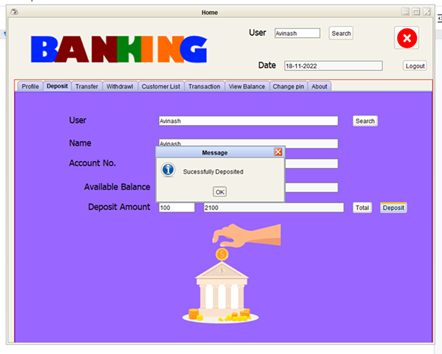 Home
BANKING
User Avinash Search
Date 18-11-2022 Logout
Profile Deposit Transfer Withdrawl Customer List Transaction View Balance Change pin About
User Avinash Search
Name Avinash
Message
Account No.
Sucessfully Deposited
Available Balance
OK
Deposit Amount 100 2100 Total Deposit